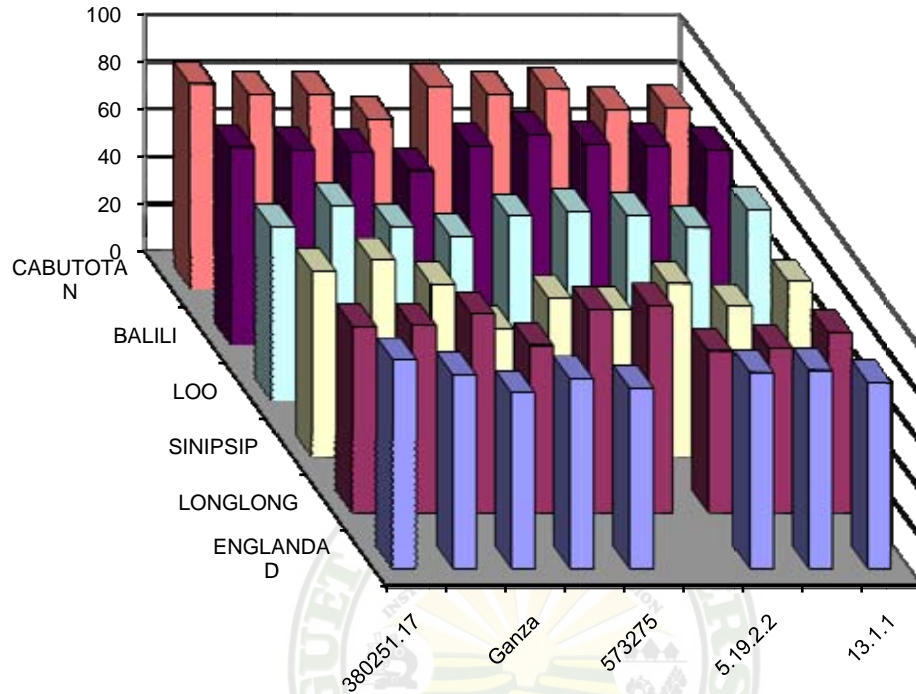 100
80
60
40
20
0
CABUTOTA
N
BALILI
LOO
SINIPSIP
LONGLONG
ENGLANDA
D
380251.17
Ganza
573275
5.19.2.2
13.1.1